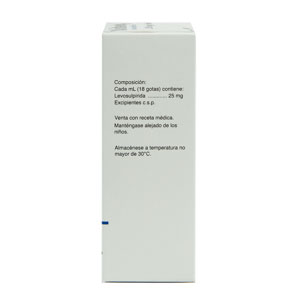 Composición:
Cada mL (18 gotas) contiene:
Levosulpirida ............ 25 mg
Excipientes c.s.p.
Venta con receta médica.
Manténgase alejado de los
niños.
Almacénese a temperatura no
mayor de 30°C.